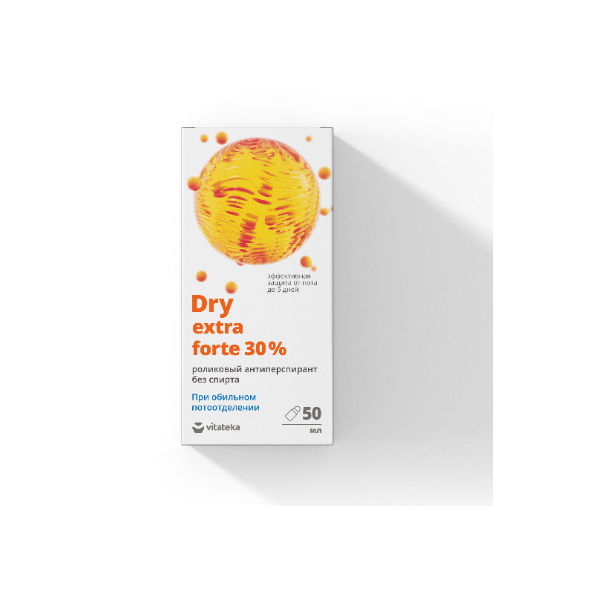 эффективная
защита от пота
до 5 дней
Dry
extra
forte 30%
роликовый антиперспирант
без спирта
При обильном
потоотделении
50
мл
vitateka